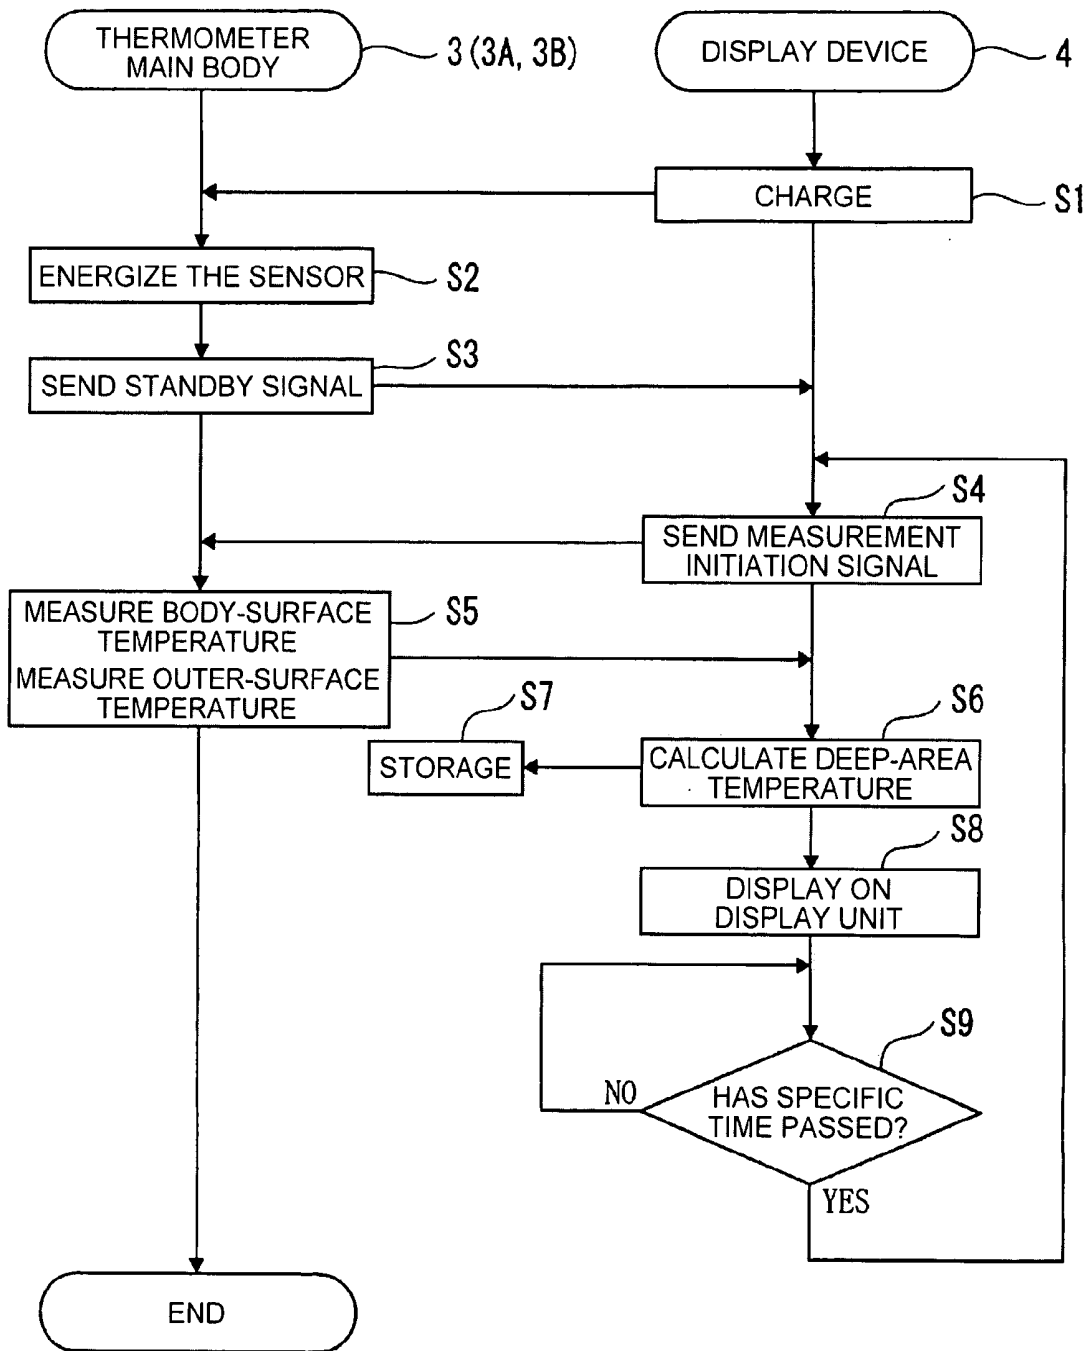 THERMOMETER
MAIN BODY
3 (3A, 3B)
DISPLAY DEVICE
4
CHARGE
S1
ENERGIZE THE SENSOR
S2
SEND STANDBY SIGNAL
S3
SEND MEASUREMENT
INITIATION SIGNAL
S4
MEASURE BODY-SURFACE
TEMPERATURE
MEASURE OUTER-SURFACE
TEMPERATURE
S5
CALCULATE DEEP-AREA
TEMPERATURE
S6
STORAGE
S7
DISPLAY ON
DISPLAY UNIT
S8
HAS SPECIFIC
TIME PASSED?
S9
NO
YES
END